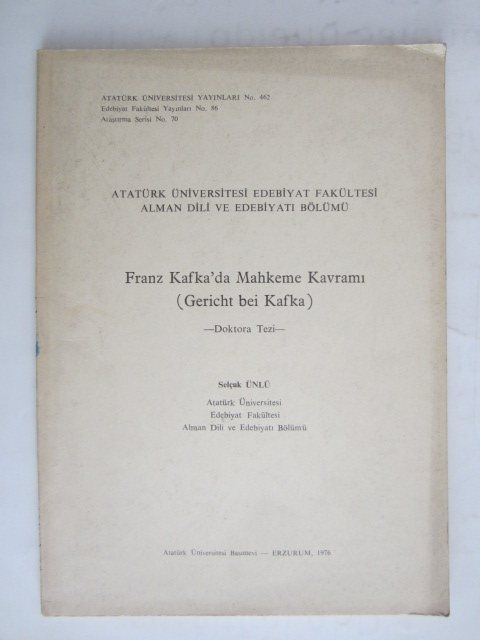 ATATÜRK ÜNİVERSİTESİ YAYINLARI No. 462
Edebiyat Fakültesi Yayınları No. 86
Araştırma Serisi No. 70
ATATÜRK ÜNİVERSİTESİ EDEBİYAT FAKÜLTESİ
ALMAN DİLİ VE EDEBİYATI BÖLÜMÜ
Franz Kafka'da Mahkeme Kavramı
(Gericht bei Kafka)
—Doktora Tezi—
Selçuk ÜNLÜ
Atatürk Üniversitesi
Edebiyat Fakültesi
Alman Dili ve Edebiyatı Bölümü
Atatürk Üniversitesi Basımevi — ERZURUM, 1976